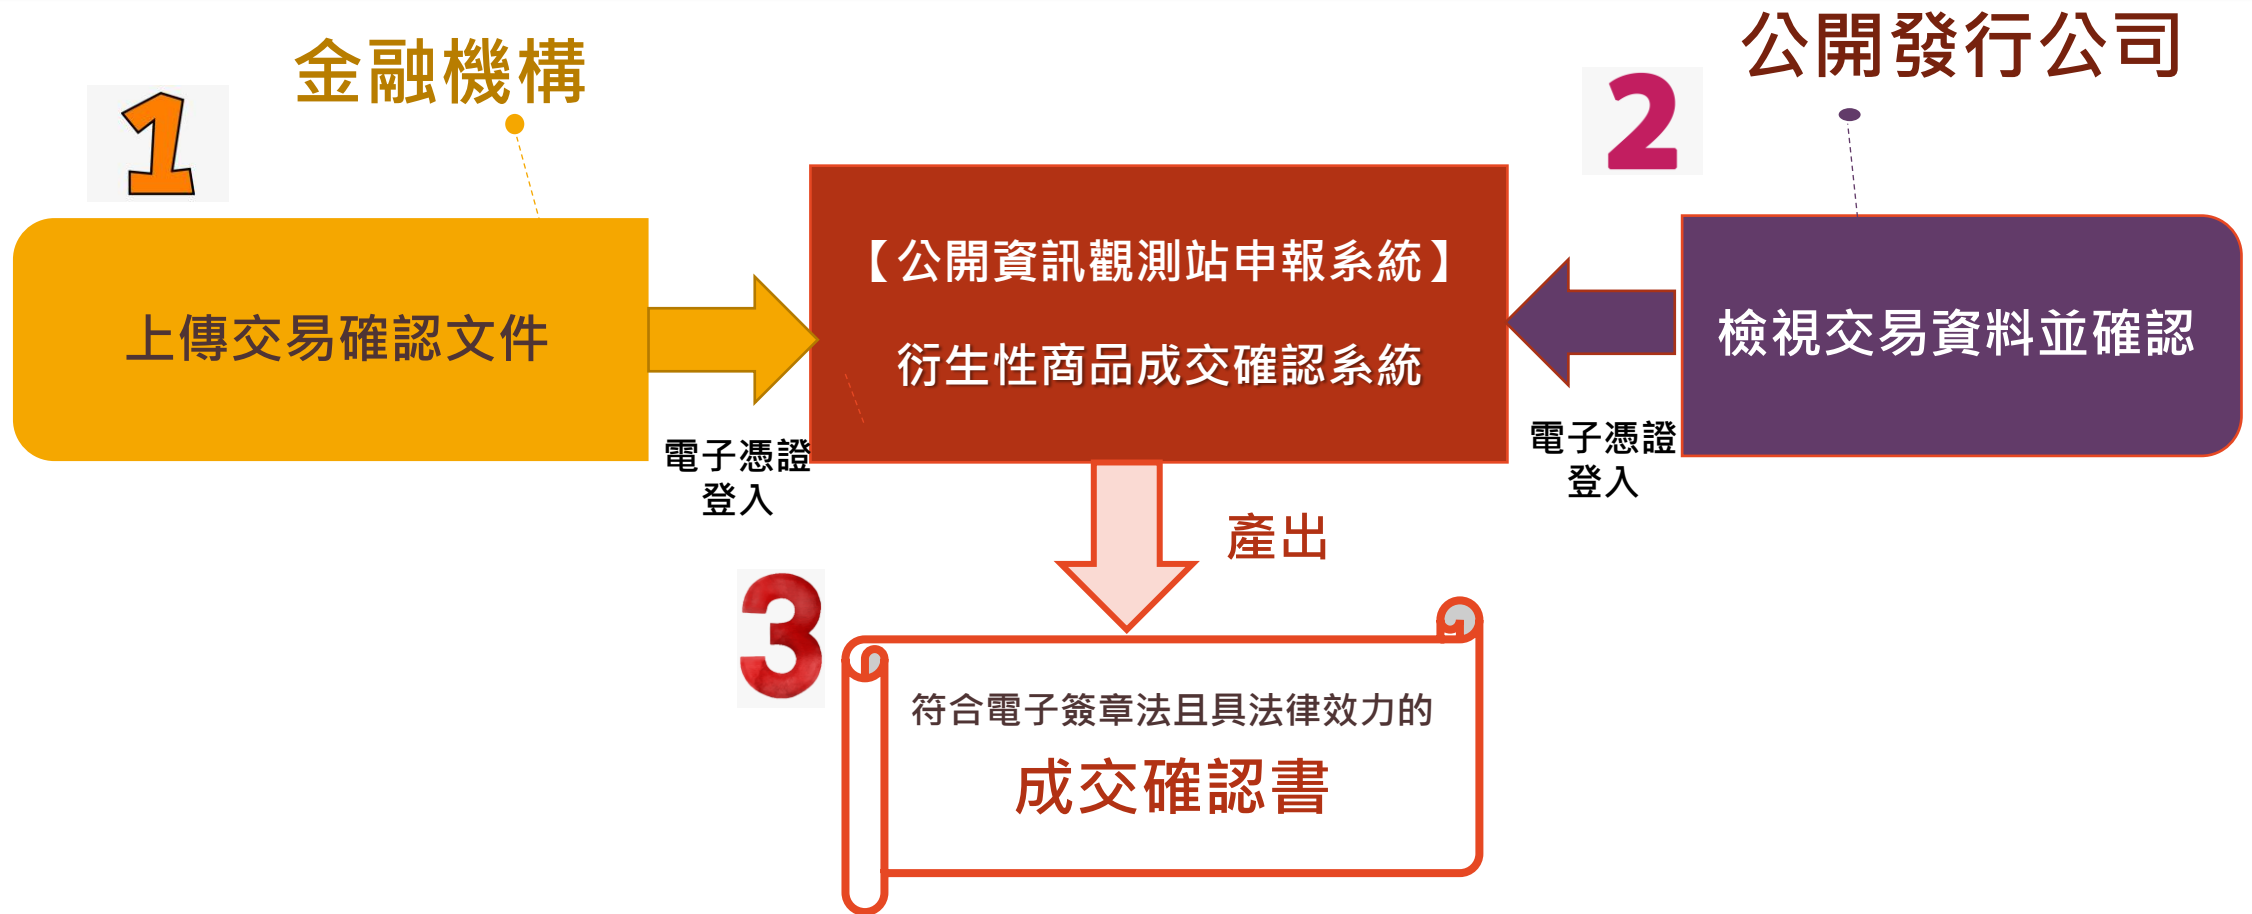 金融機構
公開發行公司
1
2
上傳交易確認文件
【公開資訊觀測站申報系統】
衍生性商品成交確認系統
檢視交易資料並確認
電子憑證
登入
電子憑證
登入
產出
3
符合電子簽章法且具法律效力的
成交確認書